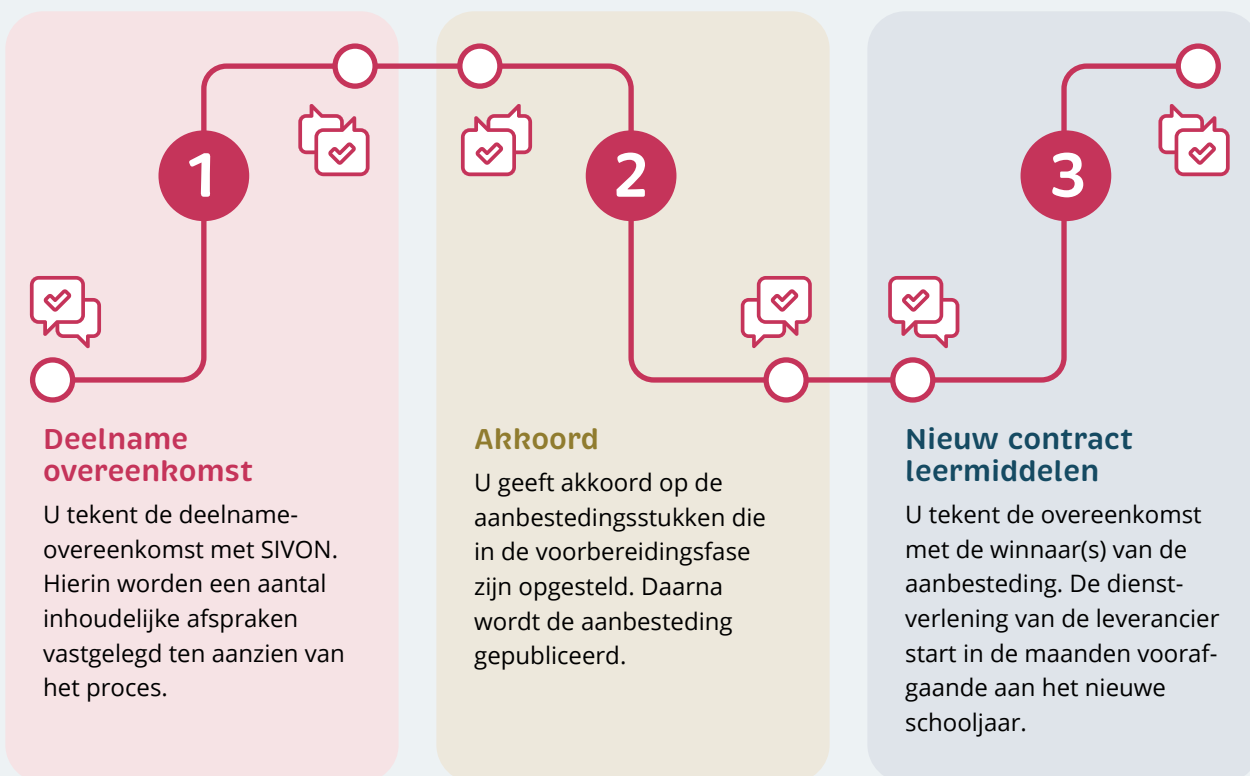 1
Deelname
overeenkomst
U tekent de deelname-
overeenkomst met SIVON.
Hierin worden een aantal
inhoudelijke afspraken
vastgelegd ten aanzien van
het proces.
2
Akkoord
U geeft akkoord op de
aanbestedingsstukken die
in de voorbereidingsfase
zijn opgesteld. Daarna
wordt de aanbesteding
gepubliceerd.
3
Nieuw contract
leermiddelen
U tekent de overeenkomst
met de winnaar(s) van de
aanbesteding. De dienst-
verlening van de leverancier
start in de maanden vooraf-
gaande aan het nieuwe
schooljaar.